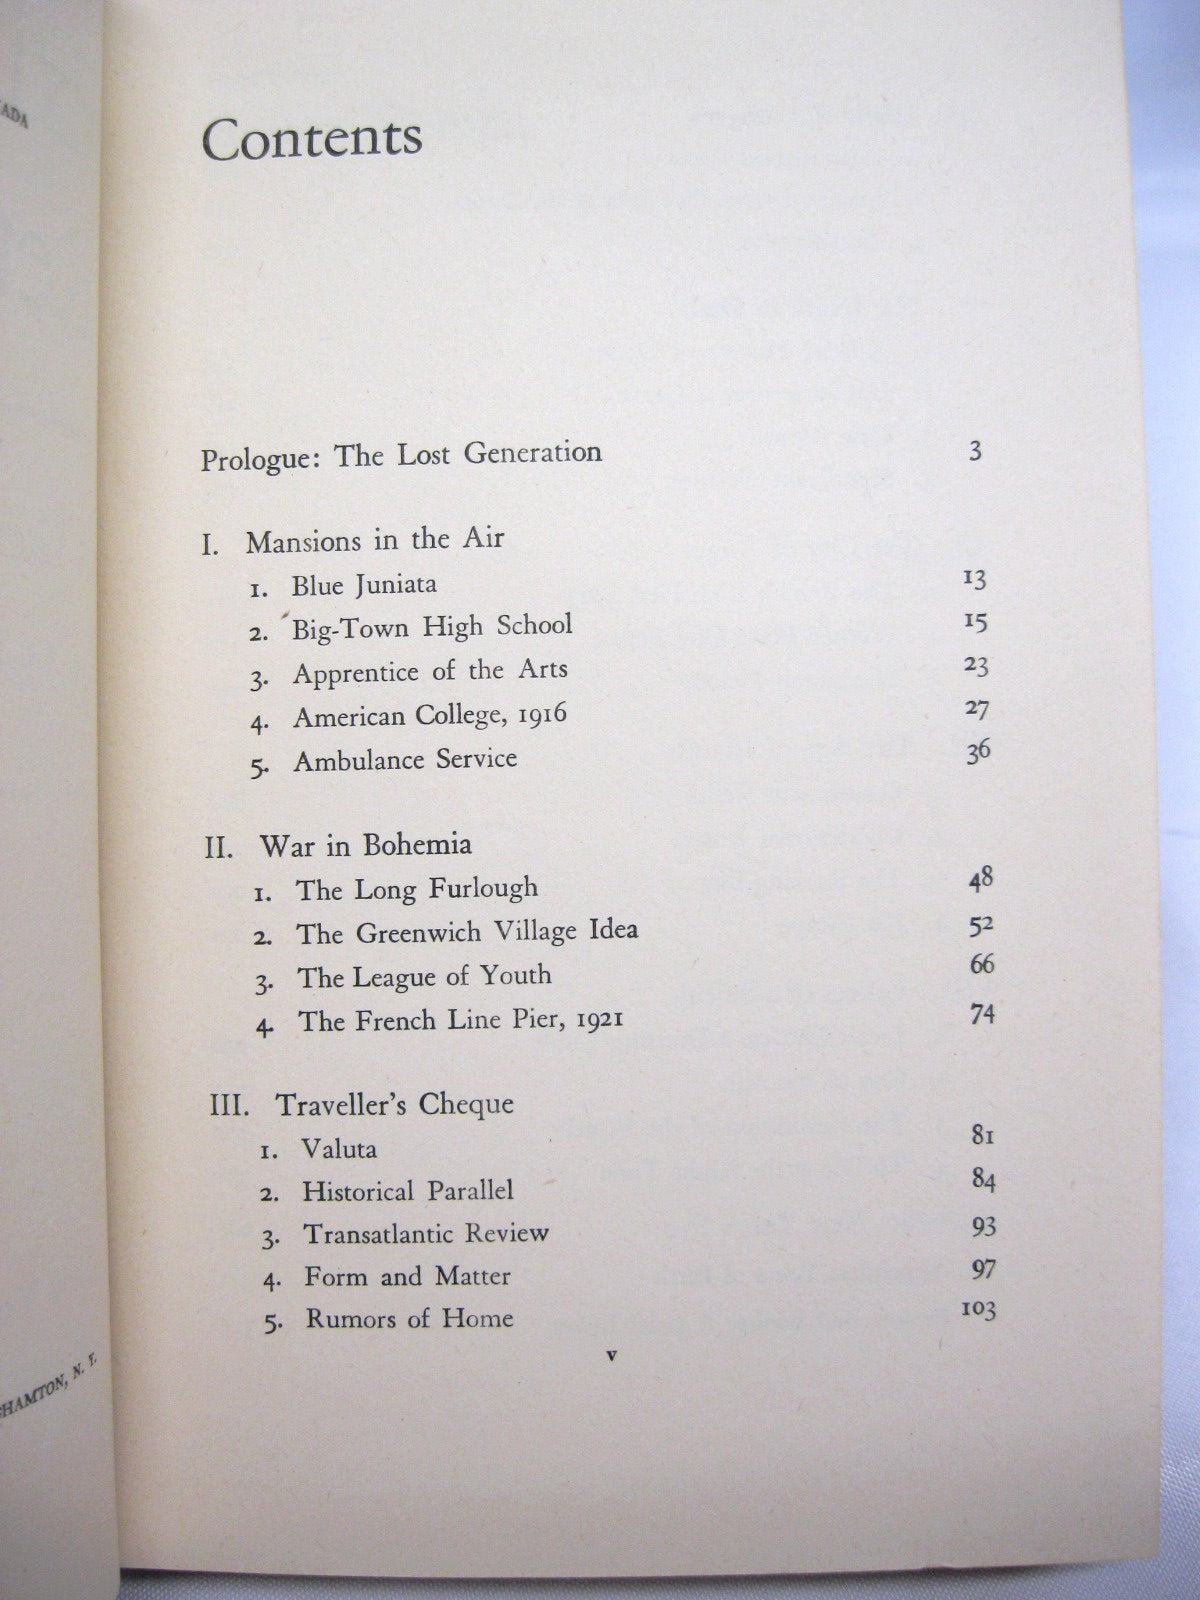 ADA
HAMTON, N. Y.
Contents
Prologue: The Lost Generation 3
I. Mansions in the Air
1. Blue Juniata 13
2. Big-Town High School 15
3. Apprentice of the Arts 23
4. American College, 1916 27
5. Ambulance Service 36
II. War in Bohemia
1. The Long Furlough 48
2. The Greenwich Village Idea 52
3. The League of Youth 66
4. The French Line Pier, 1921 74
III. Traveller's Cheque
1. Valuta 81
2. Historical Parallel 84
3. Transatlantic Review 93
4. Form and Matter 97
5. Rumors of Home 103
v